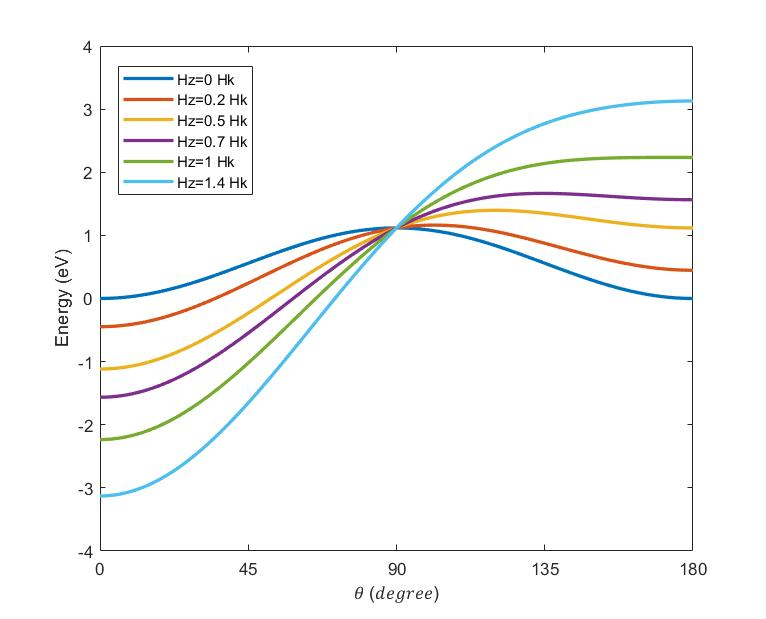 4
3
2
1
0
-1
-2
-3
-4
Energy (eV)
Hz=0 Hk
Hz=0.2 Hk
Hz=0.5 Hk
Hz=0.7 Hk
Hz=1 Hk
Hz=1.4 Hk
0 45 90 135 180
θ (degree)